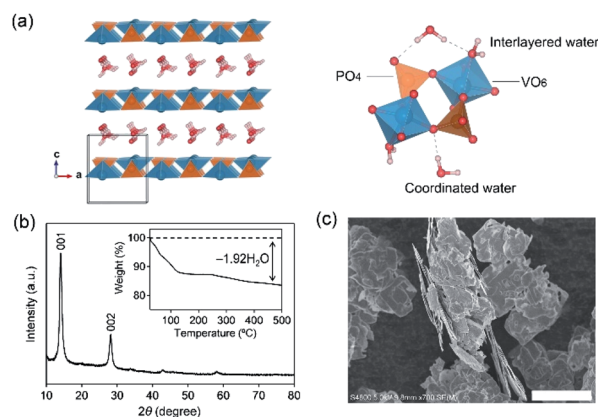 (a)
Interlayered water
PO4
VO6
c
a
Coordinated water
(b)
001
002
Intensity (a.u.)
2θ (degree)
10 20 30 40 50 60 70 80
Weight (%)
100
90
80
−1.92H2O
100 200 300 400 500
Temperature (ºC)
(c)